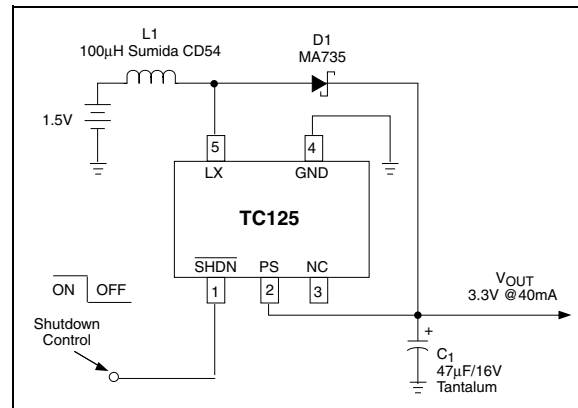 L1
100µH Sumida CD54
D1
MA735
1.5V
5
4
LX
GND
TC125
SHDN
PS
NC
1
2
3
ON
OFF
Shutdown
Control
VOUT
3.3V @40mA
+
C1
47µF/16V
Tantalum